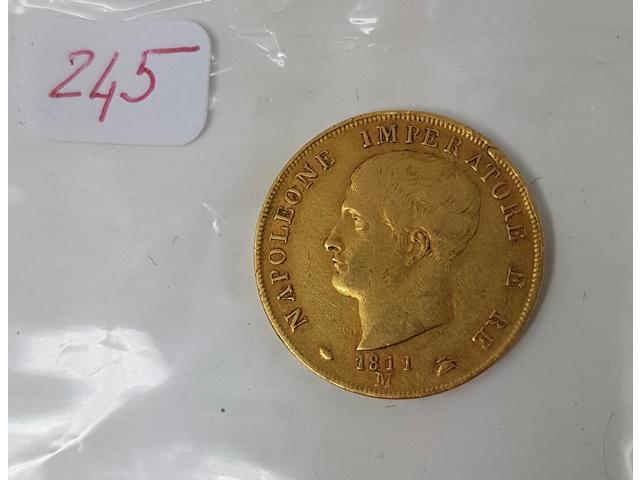 245
NAPOLEONE IMPERATORE E RE
1811
M